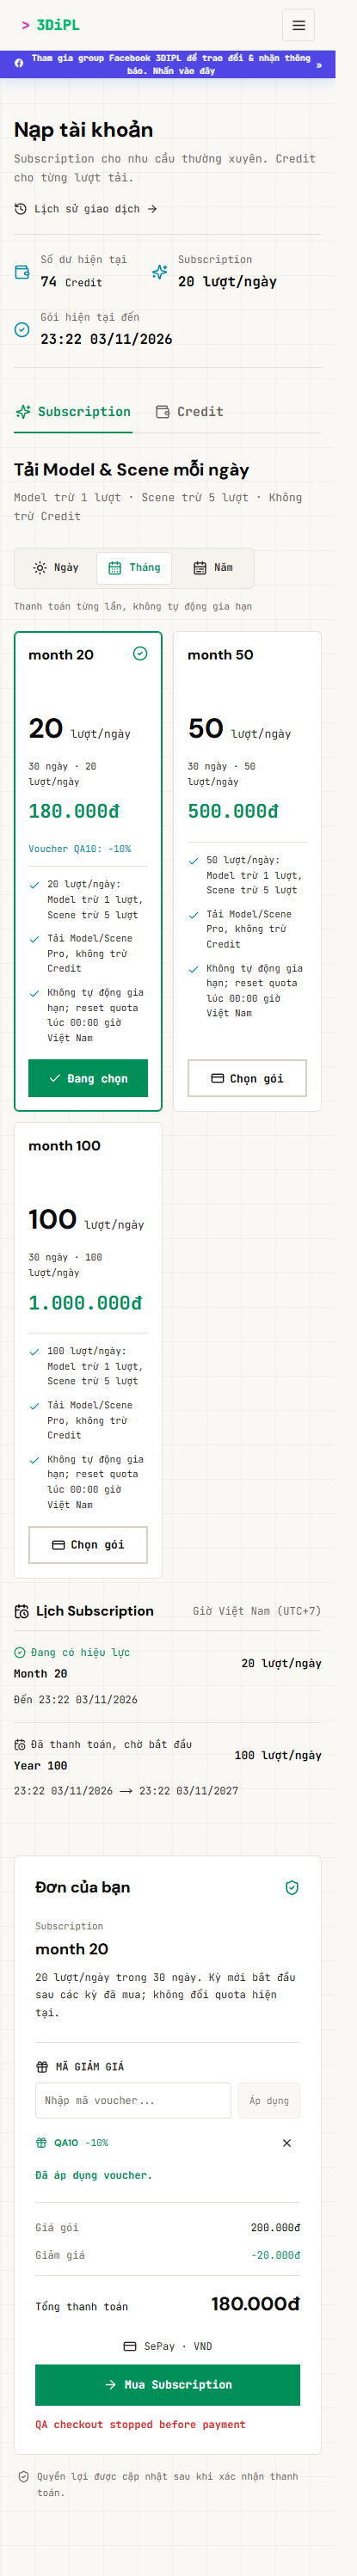 > 3DiPL
Tham gia group Facebook 3DIPL để trao đổi & nhận thông
báo. Nhấn vào đây
»
Nạp tài khoản
Subscription cho nhu cầu thường xuyên. Credit
cho từng lượt tải.
Lịch sử giao dịch →
Số dư hiện tại
74 Credit
Subscription
20 lượt/ngày
Gói hiện tại đến
23:22 03/11/2026
Subscription
Credit
Tải Model & Scene mỗi ngày
Model trừ 1 lượt · Scene trừ 5 lượt · Không
trừ Credit
Ngày
Tháng
Năm
Thanh toán từng lần, không tự động gia hạn
month 20
20 lượt/ngày
30 ngày · 20
lượt/ngày
180.000đ
Voucher QA10: -10%
20 lượt/ngày:
Model trừ 1 lượt,
Scene trừ 5 lượt
Tải Model/Scene
Pro, không trừ
Credit
Không tự động gia
hạn; reset quota
lúc 00:00 giờ
Việt Nam
Đang chọn
month 50
50 lượt/ngày
30 ngày · 50
lượt/ngày
500.000đ
50 lượt/ngày:
Model trừ 1 lượt,
Scene trừ 5 lượt
Tải Model/Scene
Pro, không trừ
Credit
Không tự động gia
hạn; reset quota
lúc 00:00 giờ
Việt Nam
Chọn gói
month 100
100 lượt/ngày
30 ngày · 100
lượt/ngày
1.000.000đ
100 lượt/ngày:
Model trừ 1 lượt,
Scene trừ 5 lượt
Tải Model/Scene
Pro, không trừ
Credit
Không tự động gia
hạn; reset quota
lúc 00:00 giờ
Việt Nam
Chọn gói
Lịch Subscription
Giờ Việt Nam (UTC+7)
Đang có hiệu lực
Month 20
20 lượt/ngày
Đến 23:22 03/11/2026
Đã thanh toán, chờ bắt đầu
Year 100
100 lượt/ngày
23:22 03/11/2026 ⟶ 23:22 03/11/2027
Đơn của bạn
Subscription
month 20
20 lượt/ngày trong 30 ngày. Kỳ mới bắt đầu
sau các kỳ đã mua; không đổi quota hiện
tại.
MÃ GIẢM GIÁ
Nhập mã voucher...
Áp dụng
QA10 -10%
Đã áp dụng voucher.
Giá gói 200.000đ
Giảm giá -20.000đ
Tổng thanh toán 180.000đ
SePay · VND
→ Mua Subscription
QA checkout stopped before payment
Quyền lợi được cập nhật sau khi xác nhận thanh
toán.